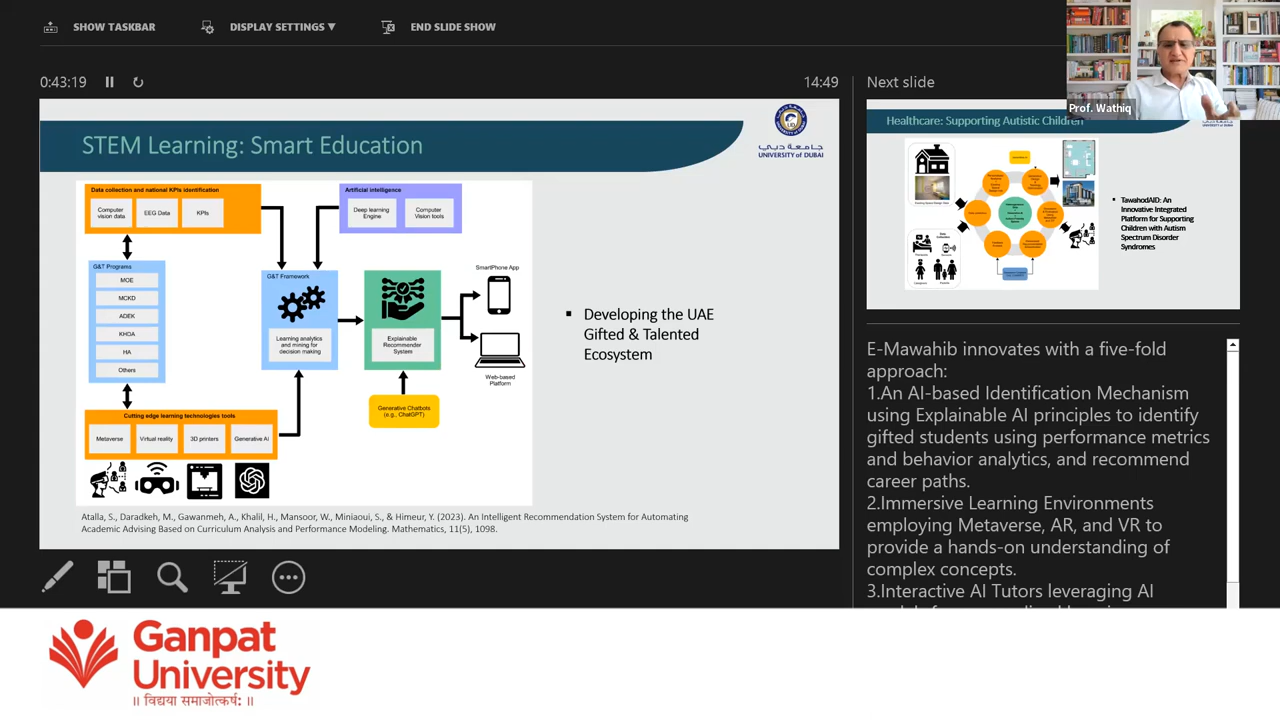 SHOW TASKBAR
DISPLAY SETTINGS ▼
END SLIDE SHOW
0:43:19
14:49
Next slide
Prof. Wathiq
STEM Learning: Smart Education
جامعة دبي
UNIVERSITY OF DUBAI
Data collection and national KPIs identification
Computer
vision data
EEG Data
KPIs
Artificial intelligence
Deep learning
Engine
Computer
Vision tools
G&T Programs
MOE
MCKD
ADEK
KHDA
HA
Others
G&T Framework
Learning analytics
and mining for
decision making
Explainable
Recommender
System
SmartPhone App
Web-based
Platform
Generative Chatbots
(e.g., ChatGPT)
Cutting edge learning technologies tools
Metaverse
Virtual reality
3D printers
Generative AI
▪ Developing the UAE
Gifted & Talented
Ecosystem
Atalla, S., Daradkeh, M., Gawanmeh, A., Khalil, H., Mansoor, W., Miniaoui, S., & Himeur, Y. (2023). An Intelligent Recommendation System for Automating
Academic Advising Based on Curriculum Analysis and Performance Modeling. Mathematics, 11(5), 1098.
Healthcare: Supporting Autistic Children
▪ TawahodAID: An
Innovative Integrated
Platform for Supporting
Children with Autism
Spectrum Disorder
Syndromes
E-Mawahib innovates with a five-fold
approach:
1.An AI-based Identification Mechanism
using Explainable AI principles to identify
gifted students using performance metrics
and behavior analytics, and recommend
career paths.
2.Immersive Learning Environments
employing Metaverse, AR, and VR to
provide a hands-on understanding of
complex concepts.
3.Interactive AI Tutors leveraging AI
Ganpat
University
॥ विद्यया समाजोत्कर्षः ॥